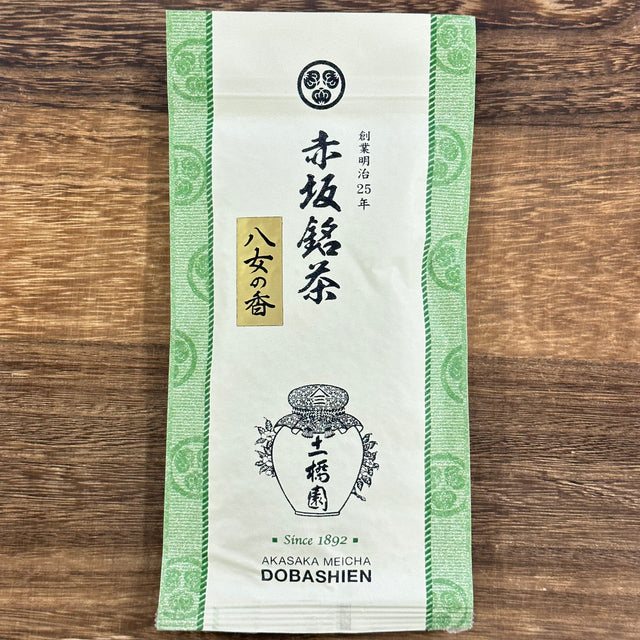 創業明治25年
赤坂銘茶
八女の香
土橋園
Since 1892
AKASAKA MEICHA
DOBASHIEN